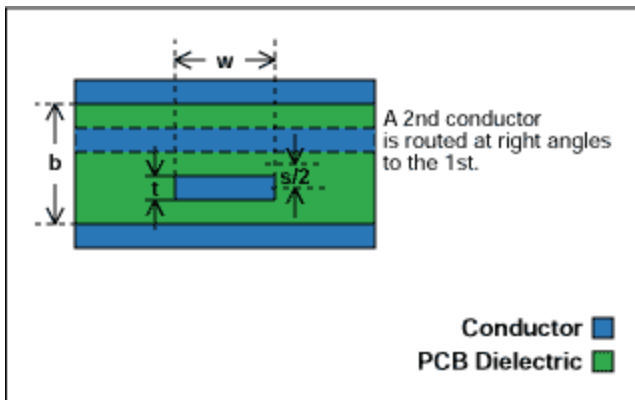 w
A 2nd conductor
is routed at right angles
to the 1st.
b
t
s/2
Conductor
PCB Dielectric